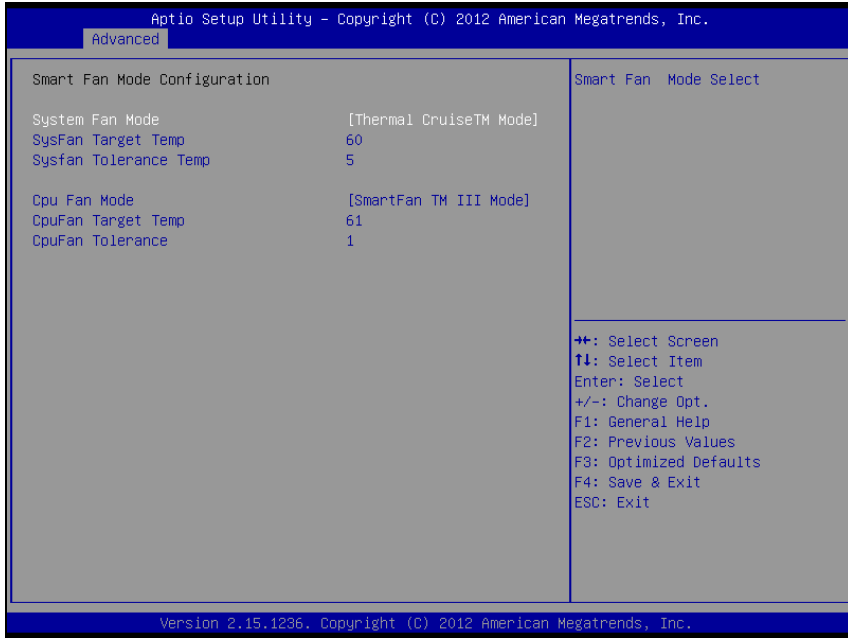 Aptio Setup Utility – Copyright (C) 2012 American Megatrends, Inc.
Advanced
Smart Fan Mode Configuration
System Fan Mode [Thermal CruiseTM Mode]
SysFan Target Temp 60
Sysfan Tolerance Temp 5
Cpu Fan Mode [SmartFan TM III Mode]
CpuFan Target Temp 61
CpuFan Tolerance 1
Smart Fan Mode Select
→←: Select Screen
↑↓: Select Item
Enter: Select
+/-: Change Opt.
F1: General Help
F2: Previous Values
F3: Optimized Defaults
F4: Save & Exit
ESC: Exit
Version 2.15.1236. Copyright (C) 2012 American Megatrends, Inc.